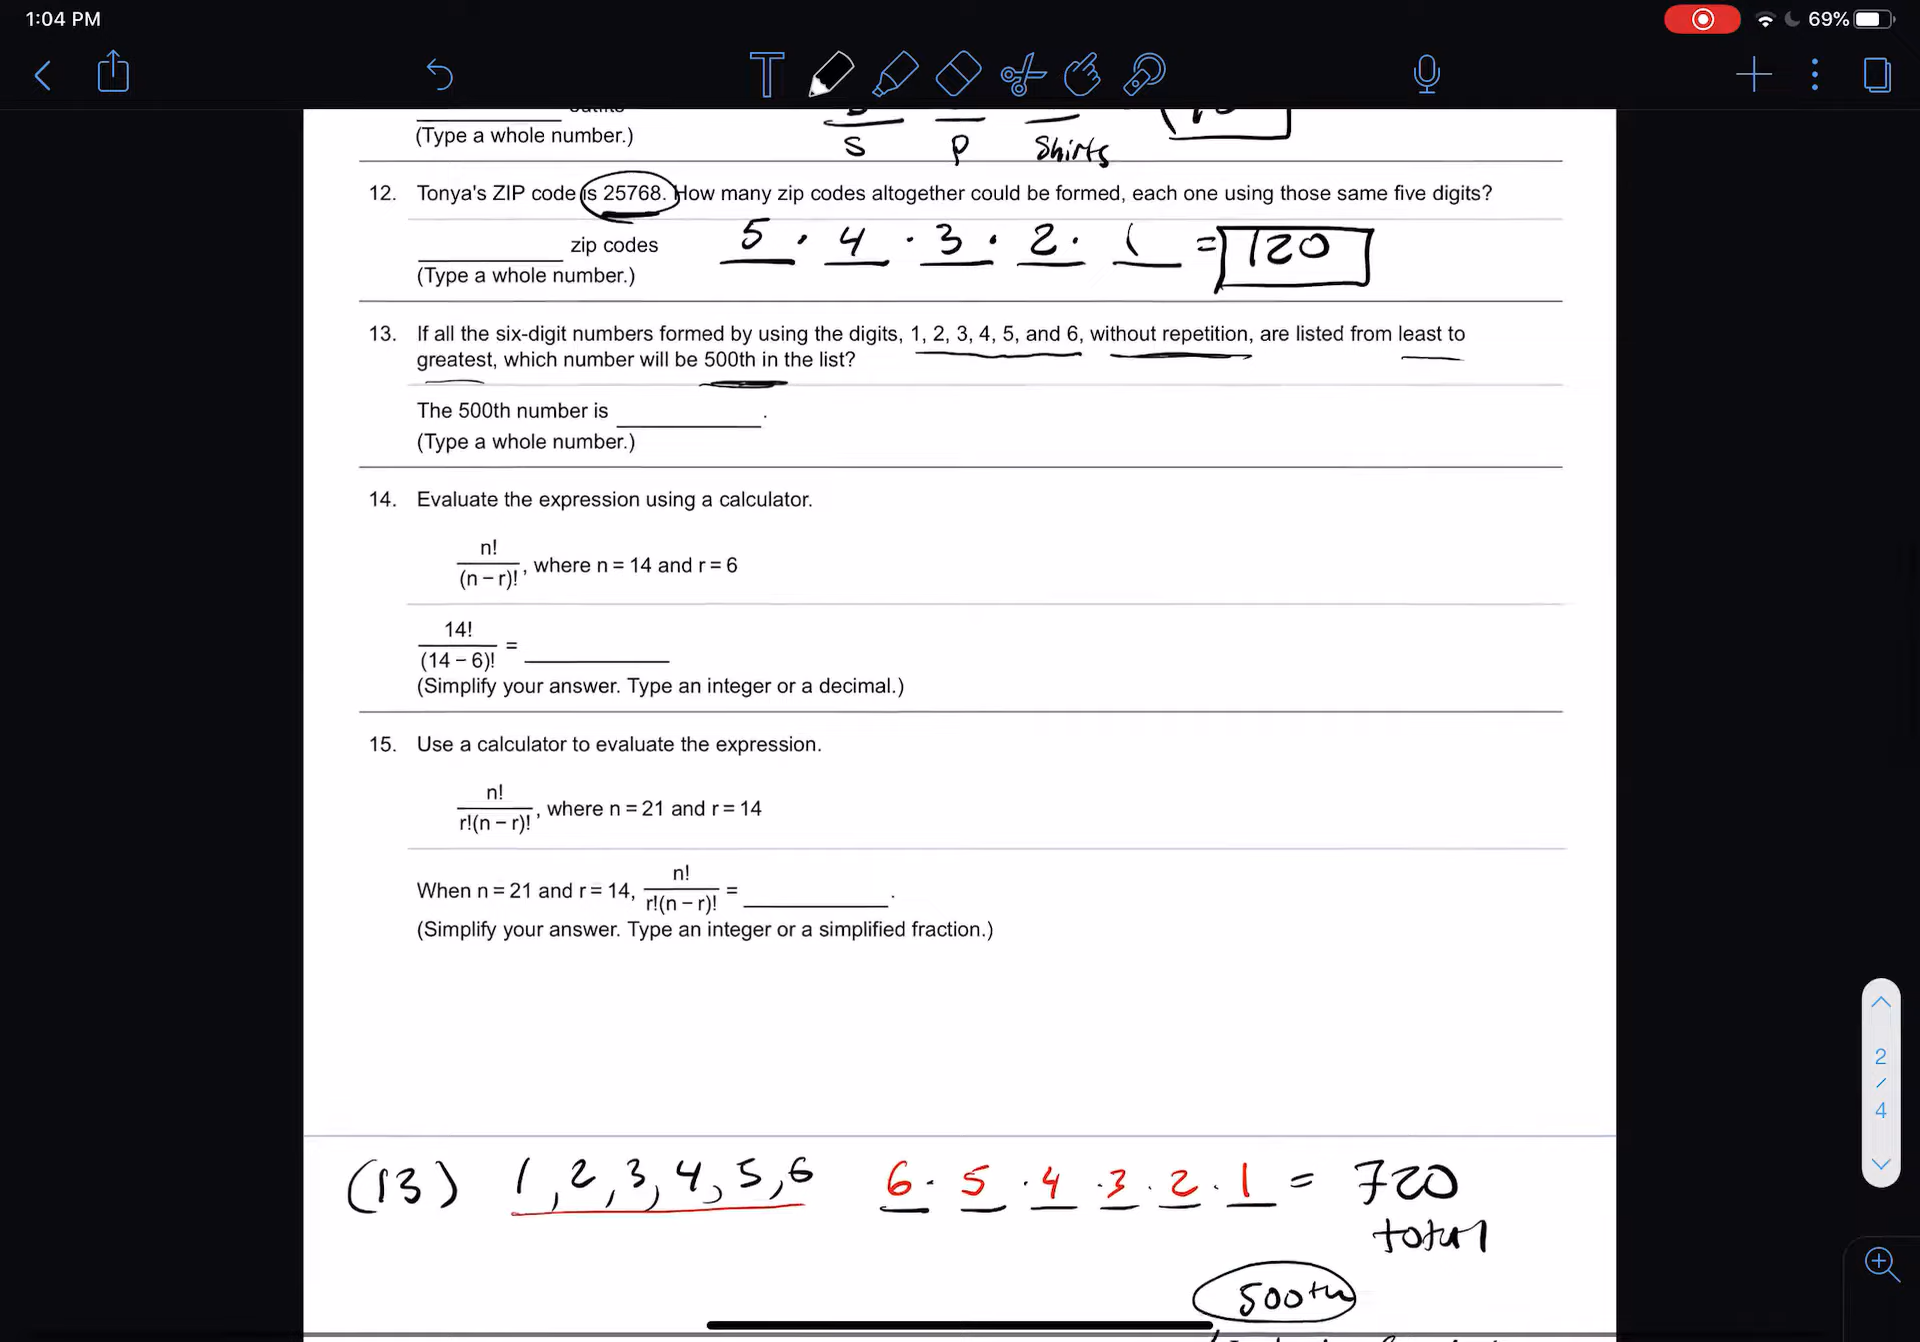 1:04 PM
69%
(Type a whole number.)
S P Shirts
12. Tonya's ZIP code is 25768. How many zip codes altogether could be formed, each one using those same five digits?
zip codes 5 · 4 · 3 · 2 · 1 = 120
(Type a whole number.)
13. If all the six-digit numbers formed by using the digits, 1, 2, 3, 4, 5, and 6, without repetition, are listed from least to
greatest, which number will be 500th in the list?
The 500th number is ____.
(Type a whole number.)
14. Evaluate the expression using a calculator.
n!
(n − r)!
, where n = 14 and r = 6
14!
(14 − 6)!
=
(Simplify your answer. Type an integer or a decimal.)
15. Use a calculator to evaluate the expression.
n!
r!(n − r)!
, where n = 21 and r = 14
When n = 21 and r = 14,
n!
r!(n − r)!
= ____.
(Simplify your answer. Type an integer or a simplified fraction.)
2
/
4
(13) 1, 2, 3, 4, 5, 6 6 · 5 · 4 · 3 · 2 · 1 = 720
total
500th